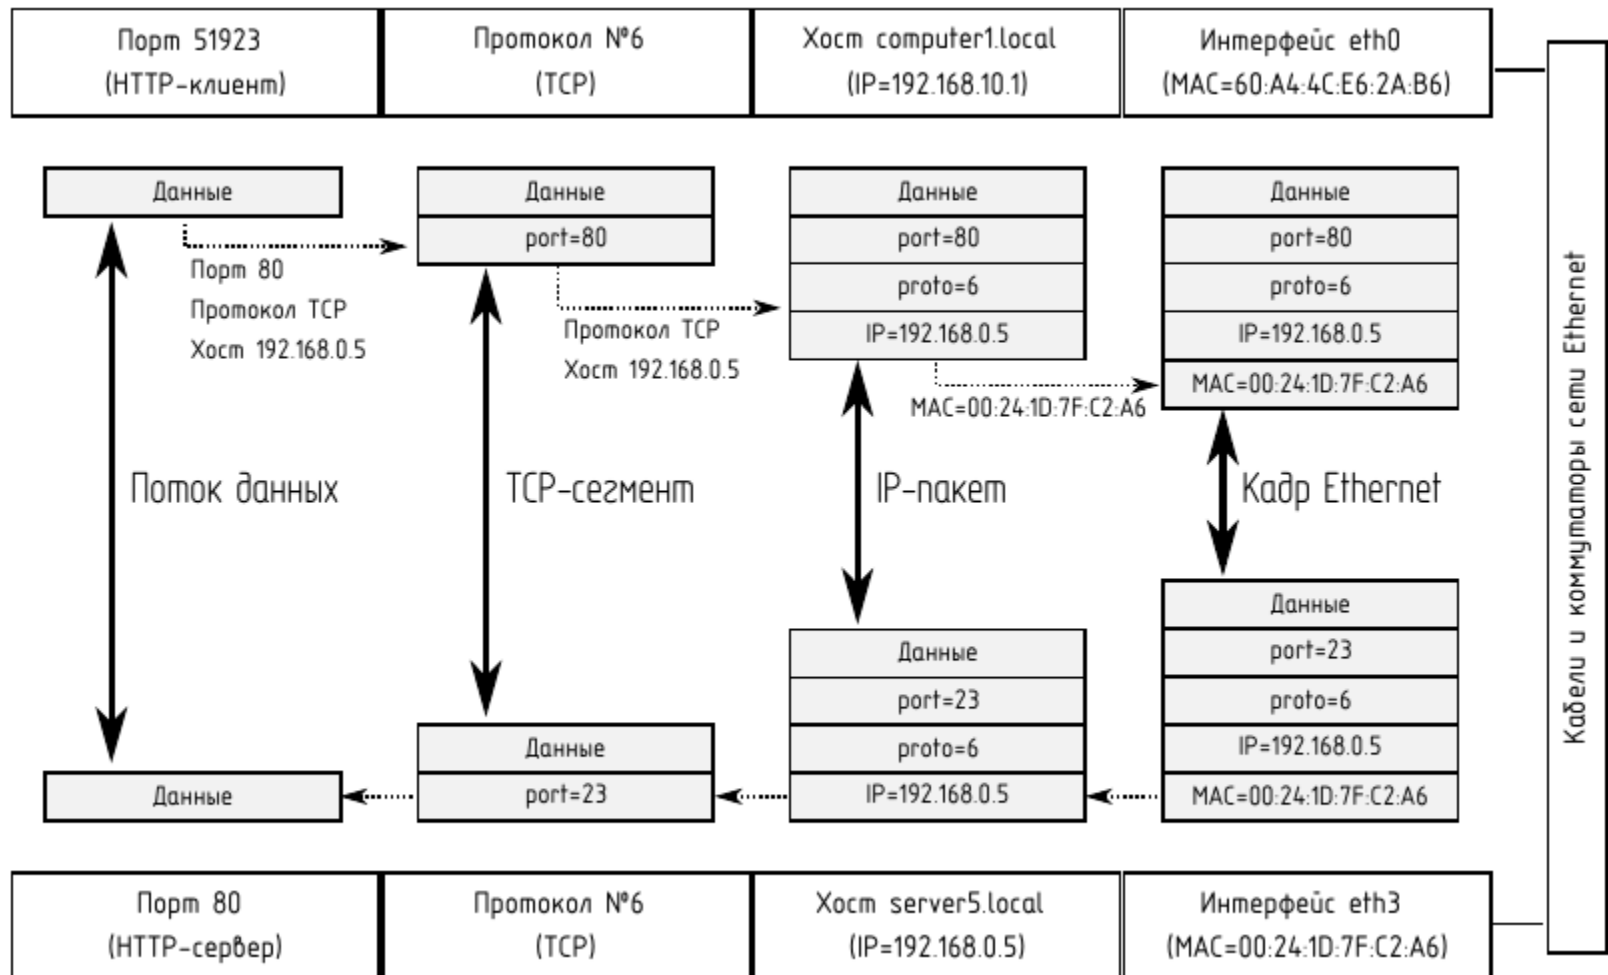 Порт 51923
(HTTP-клиент)
Протокол №6
(TCP)
Хост computer1.local
(IP=192.168.10.1)
Интерфейс eth0
(MAC=60:A4:4C:E6:2A:B6)
Данные
Порт 80
Протокол TCP
Хост 192.168.0.5
Данные
port=80
Протокол TCP
Хост 192.168.0.5
Данные
port=80
proto=6
IP=192.168.0.5
MAC=00:24:1D:7F:C2:A6
Данные
port=80
proto=6
IP=192.168.0.5
MAC=00:24:1D:7F:C2:A6
Поток данных
TCP-сегмент
IP-пакет
Кадр Ethernet
Данные
Данные
port=23
Данные
port=23
proto=6
IP=192.168.0.5
Данные
port=23
proto=6
IP=192.168.0.5
MAC=00:24:1D:7F:C2:A6
Порт 80
(HTTP-сервер)
Протокол №6
(TCP)
Хост server5.local
(IP=192.168.0.5)
Интерфейс eth3
(MAC=00:24:1D:7F:C2:A6)
Кабели и коммутаторы сети Ethernet